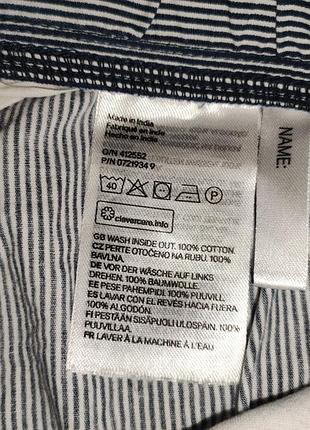 Made in India
Fabriqué en Inde
O/N 412552
P/N 0721934 9
40
P
clevercare.info
GB WASH INSIDE OUT. 100% COTTON.
CZ PERTE OTOČENO NA RUBU. 100%
BAVLNA.
DE VOR DER WÄSCHE AUF LINKS
DREHEN. 100% BAUMWOLLE.
EE PESE PAHEMPIDI. 100% PUUVILL.
ES LAVAR CON EL REVÉS HACIA FUERA.
100% ALGODÓN.
FI PESTÄÄN SISÄPUOLI ULOSPÄIN. 100%
PUUVILLAA.
FR LAVER À LA MACHINE À L'EAU
NAME: